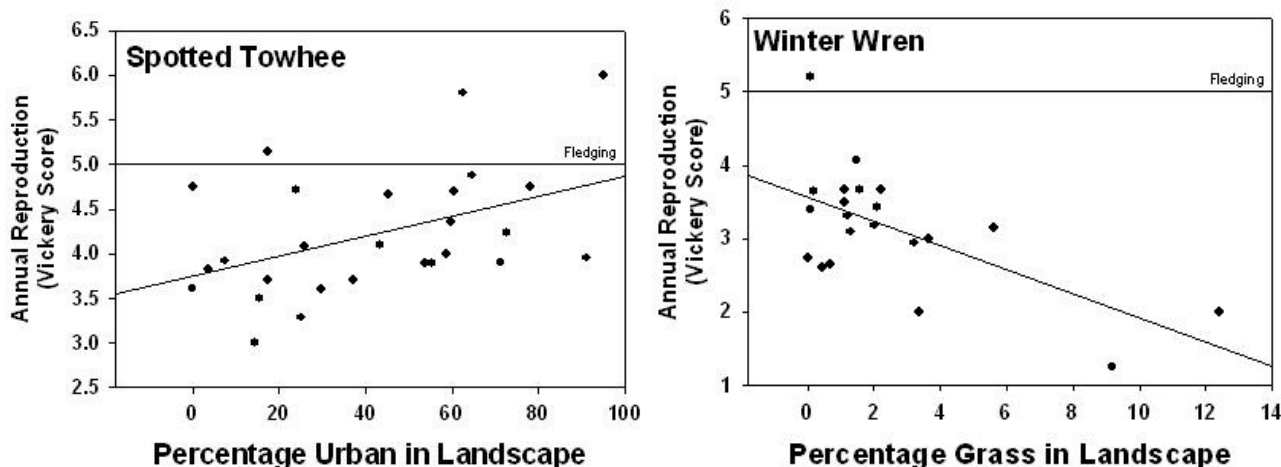 Spotted Towhee
Annual Reproduction
(Vickery Score)
6.5
6.0
5.5
5.0
4.5
4.0
3.5
3.0
2.5
Fledging
0
20
40
60
80
100
Percentage Urban in Landscape
Winter Wren
Annual Reproduction
(Vickery Score)
6
5
4
3
2
1
Fledging
0
2
4
6
8
10
12
14
Percentage Grass in Landscape